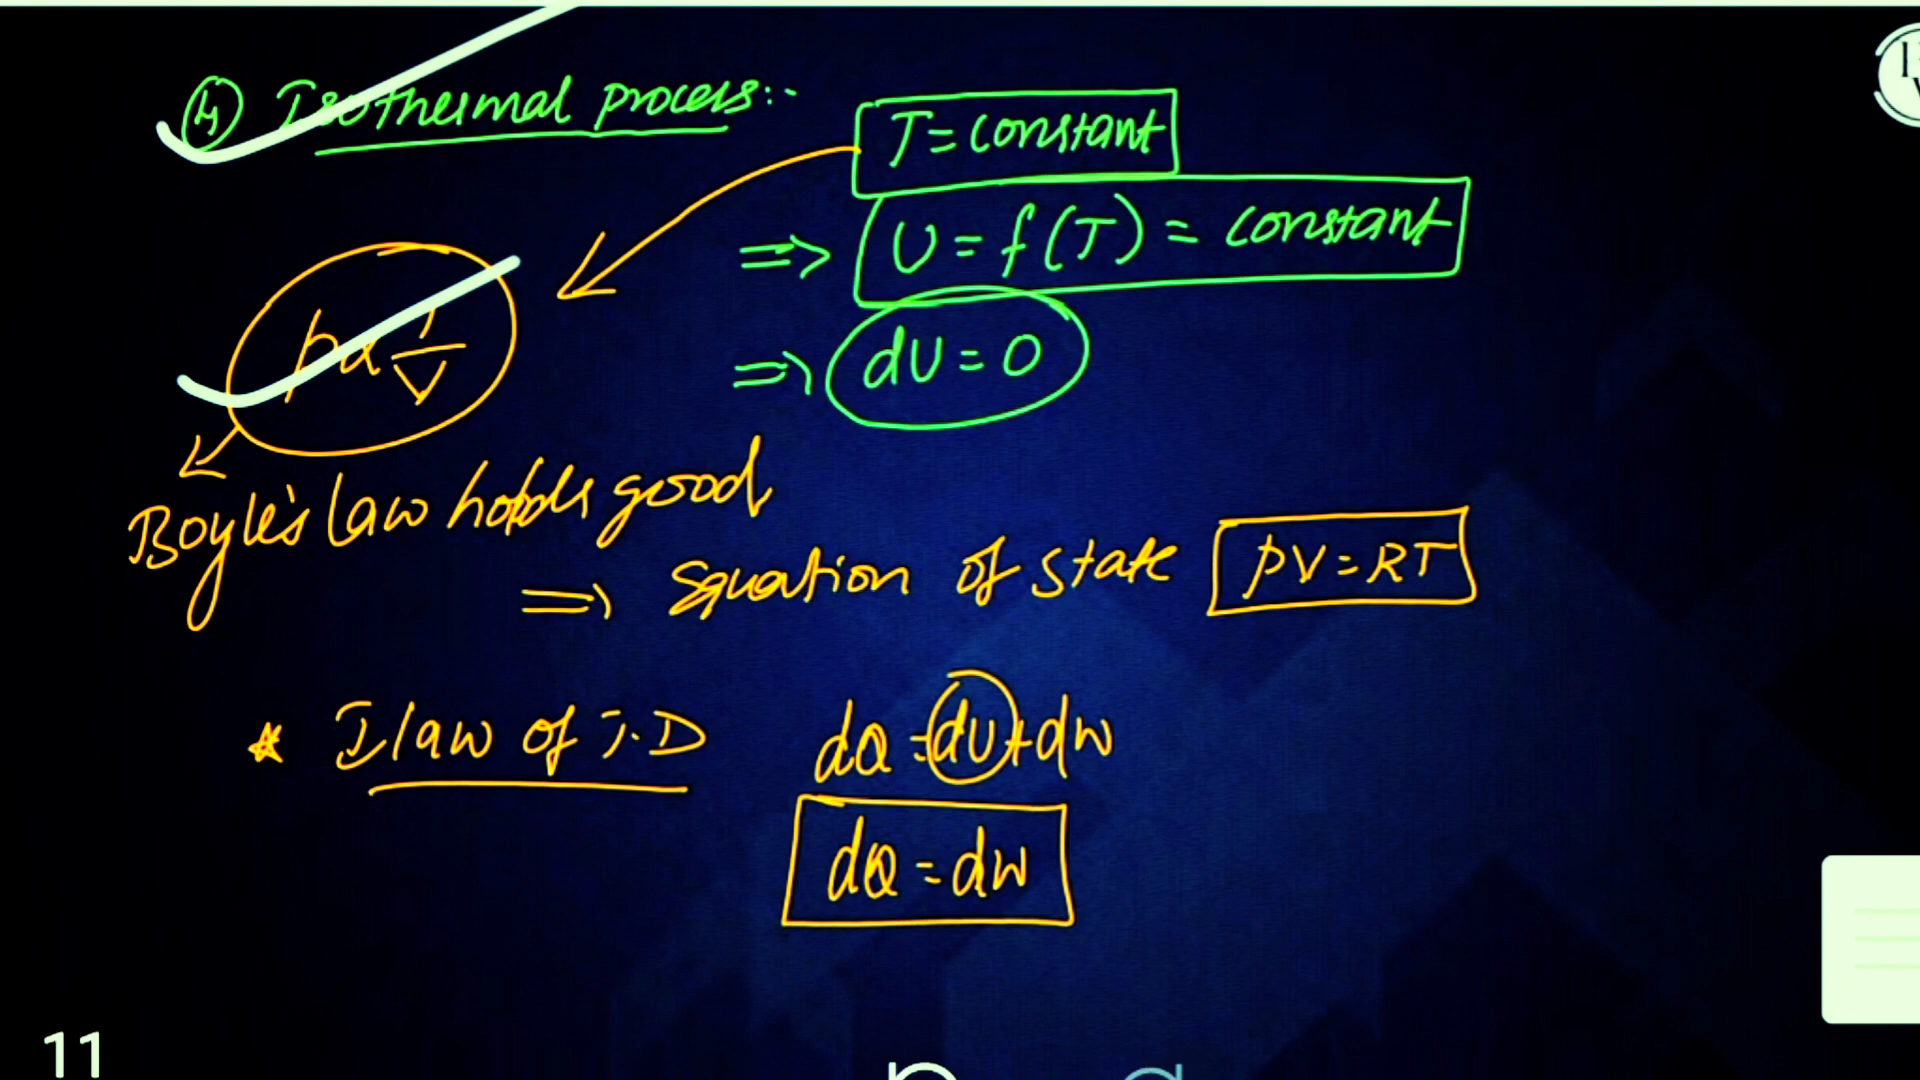 ④ Isothermal process:-
T = constant
⇒ U = f(T) = constant
p α 1/V
⇒ dU = 0
Boyle's law holds good
⇒ Equation of state pV = RT
* I law of T.D dQ = dU + dW
dQ = dW
11